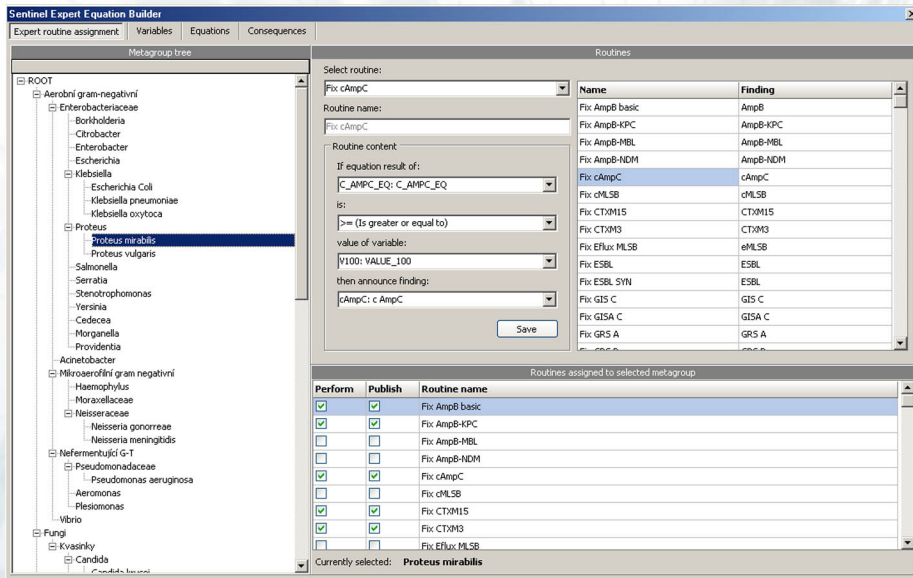 Sentinel Expert Equation Builder
Expert routine assignment Variables Equations Consequences
Metagroup tree
ROOT
Aerobní gram-negativní
Enterobacteriaceae
Borkholderia
Citrobacter
Enterobacter
Escherichia
Klebsiella
Escherichia Coli
Klebsiella pneumoniae
Klebsiella oxytoca
Proteus
Proteus mirabilis
Proteus vulgaris
Salmonella
Serratia
Stenotrophomonas
Yersinia
Cedecea
Morganella
Providentia
Acinetobacter
Mikroaerofilní gram negativní
Haemophylus
Moraxellaceae
Neisseraceae
Neisseria gonorreae
Neisseria meningitidis
Nefermentující G-T
Pseudomonadaceae
Pseudomonas aeruginosa
Aeromonas
Plesiomonas
Vibrio
Fungi
Kvasinky
Candida
Candida krusei
Routines
Select routine:
Fix cAmpC
Routine name:
Fix cAmpC
Routine content
If equation result of:
C_AMPC_EQ: C_AMPC_EQ
is:
>= (Is greater or equal to)
value of variable:
V100: VALUE_100
then announce finding:
cAmpC: c AmpC
Save
Name Finding
Fix AmpB basic AmpB
Fix AmpB-KPC AmpB-KPC
Fix AmpB-MBL AmpB-MBL
Fix AmpB-NDM AmpB-NDM
Fix cAmpC cAmpC
Fix cMLSB cMLSB
Fix CTXM15 CTXM15
Fix CTXM3 CTXM3
Fix Eflux MLSB eMLSB
Fix ESBL ESBL
Fix ESBL SYN ESBL
Fix GIS C GIS C
Fix GISA C GISA C
Fix GRS A GRS A
Routines assigned to selected metagroup
Perform Publish Routine name
Fix AmpB basic
Fix AmpB-KPC
Fix AmpB-MBL
Fix AmpB-NDM
Fix cAmpC
Fix cMLSB
Fix CTXM15
Fix CTXM3
Fix Eflux MLSB
Currently selected: Proteus mirabilis